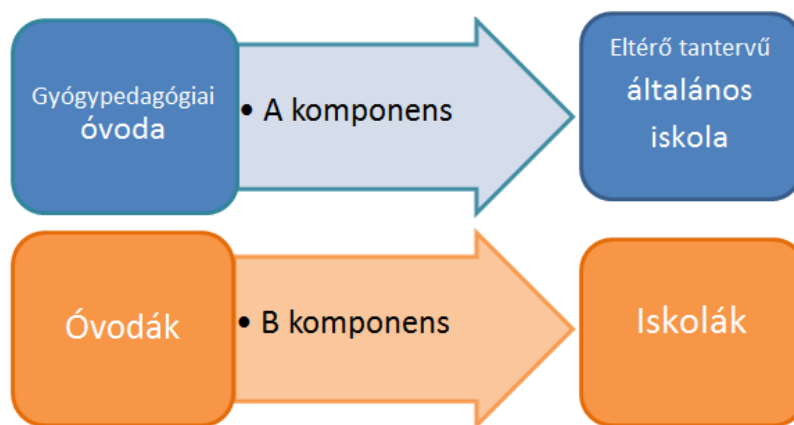 Gyógypedagógiai
óvoda
• A komponens
Eltérő tantervű
általános
iskola
Óvodák
• B komponens
Iskolák